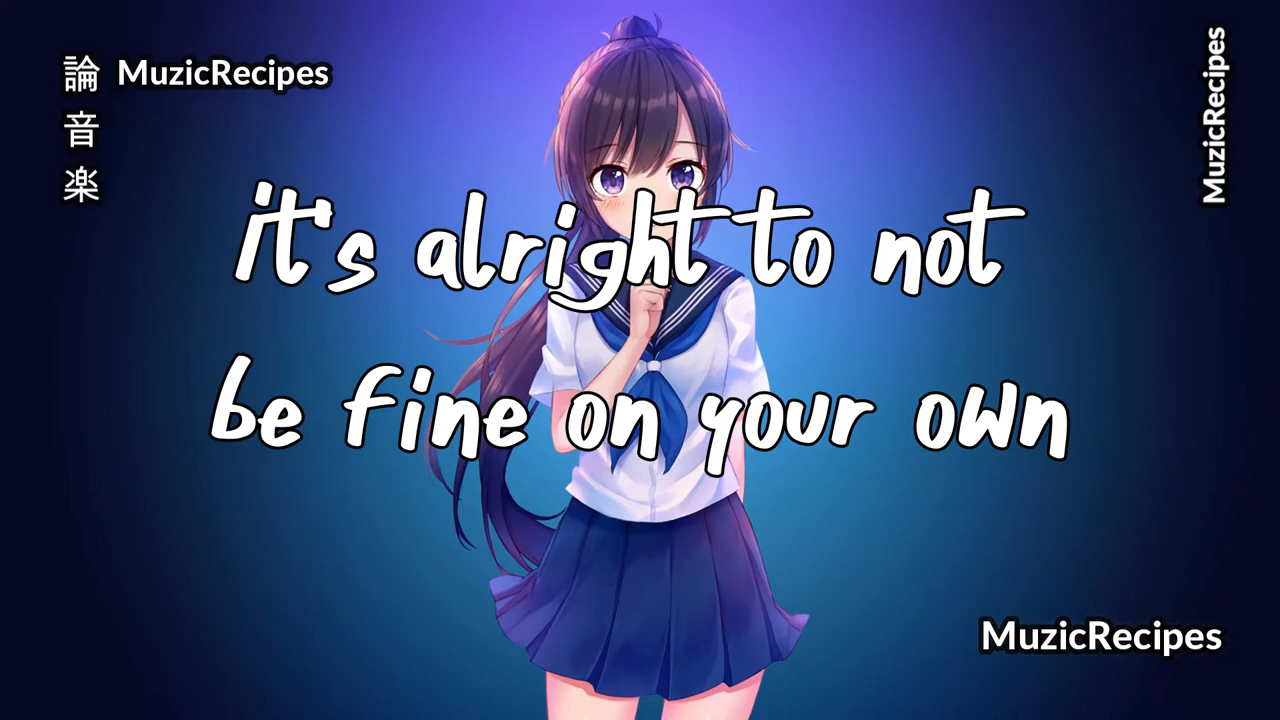 論音楽
MuzicRecipes
MuzicRecipes
it's alright to not
be fine on your own
MuzicRecipes